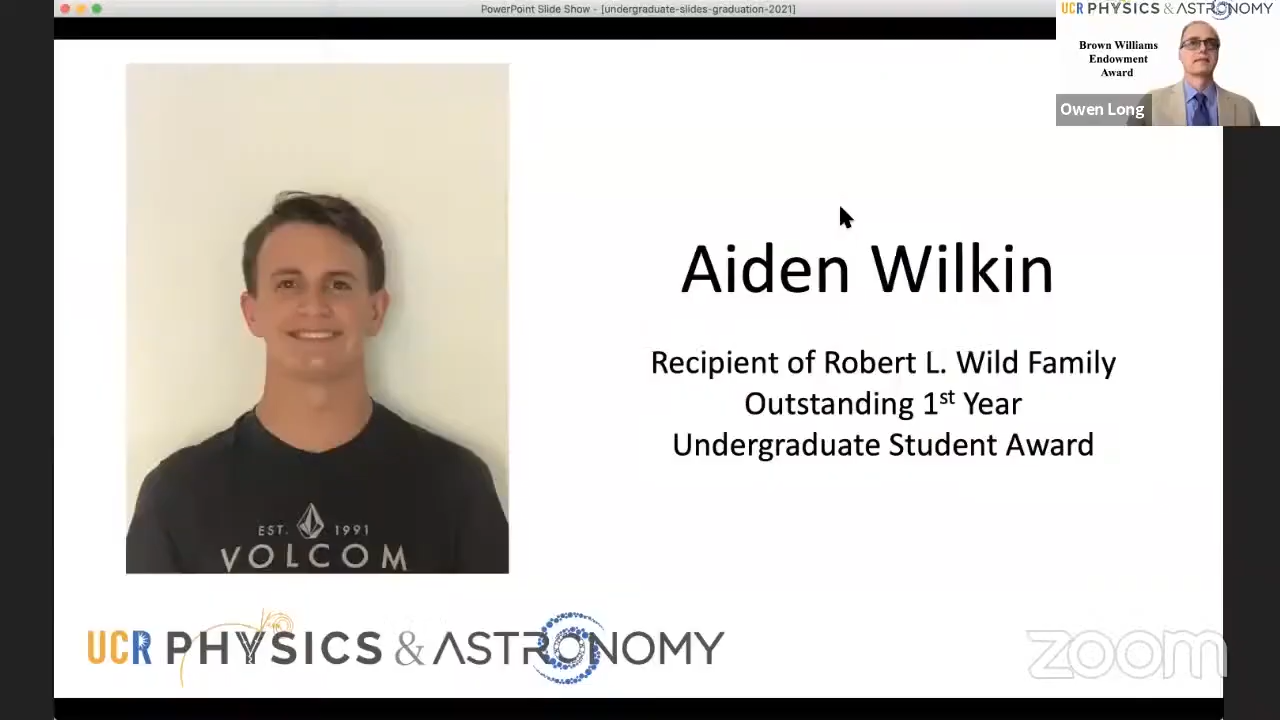 PowerPoint Slide Show - [undergraduate-slides-graduation-2021]
UCR PHYSICS & ASTRONOMY
Brown Williams
Endowment
Award
Owen Long
Aiden Wilkin
Recipient of Robert L. Wild Family
Outstanding 1st Year
Undergraduate Student Award
EST. 1991
VOLCOM
UCR PHYSICS & ASTRONOMY
zoom